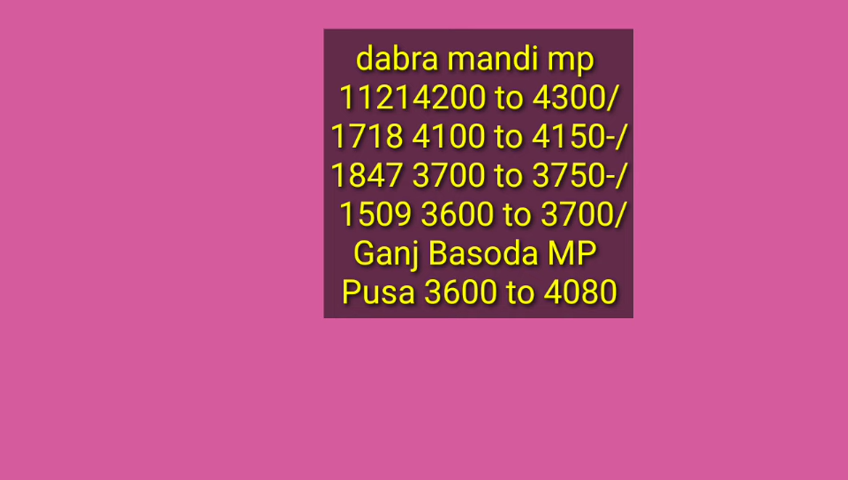 dabra mandi mp
11214200 to 4300/
1718 4100 to 4150-/
1847 3700 to 3750-/
1509 3600 to 3700/
Ganj Basoda MP
Pusa 3600 to 4080